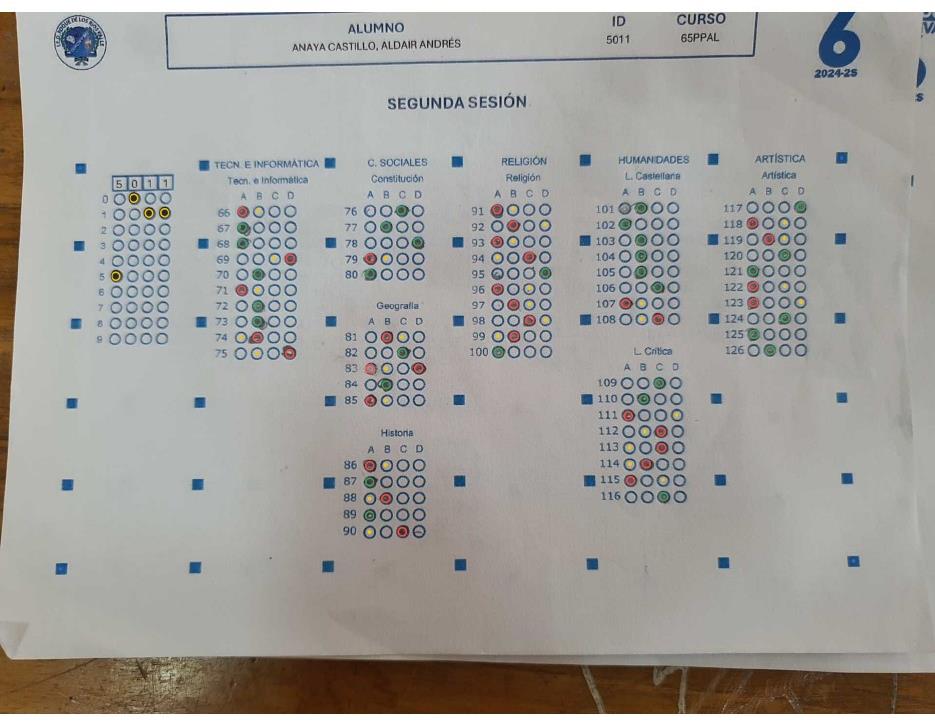 I.E.D. ROQUE DE LOS RIOS VALLE
ALUMNO
ANAYA CASTILLO, ALDAIR ANDRÉS
ID
5011
CURSO
65PPAL
6
2024-2S
SEGUNDA SESIÓN
5 0 1 1
0
1
2
3
4
5
6
7
8
9
TECN. E INFORMÁTICA
Tecn. e Informática
A B C D
66
67
68
69
70
71
72
73
74
75
C. SOCIALES
Constitución
A B C D
76
77
78
79
80
Geografía
A B C D
81
82
83
84
85
Historia
A B C D
86
87
88
89
90
RELIGIÓN
Religión
A B C D
91
92
93
94
95
96
97
98
99
100
HUMANIDADES
L. Castellana
A B C D
101
102
103
104
105
106
107
108
L. Crítica
A B C D
109
110
111
112
113
114
115
116
ARTÍSTICA
Artística
A B C D
117
118
119
120
121
122
123
124
125
126